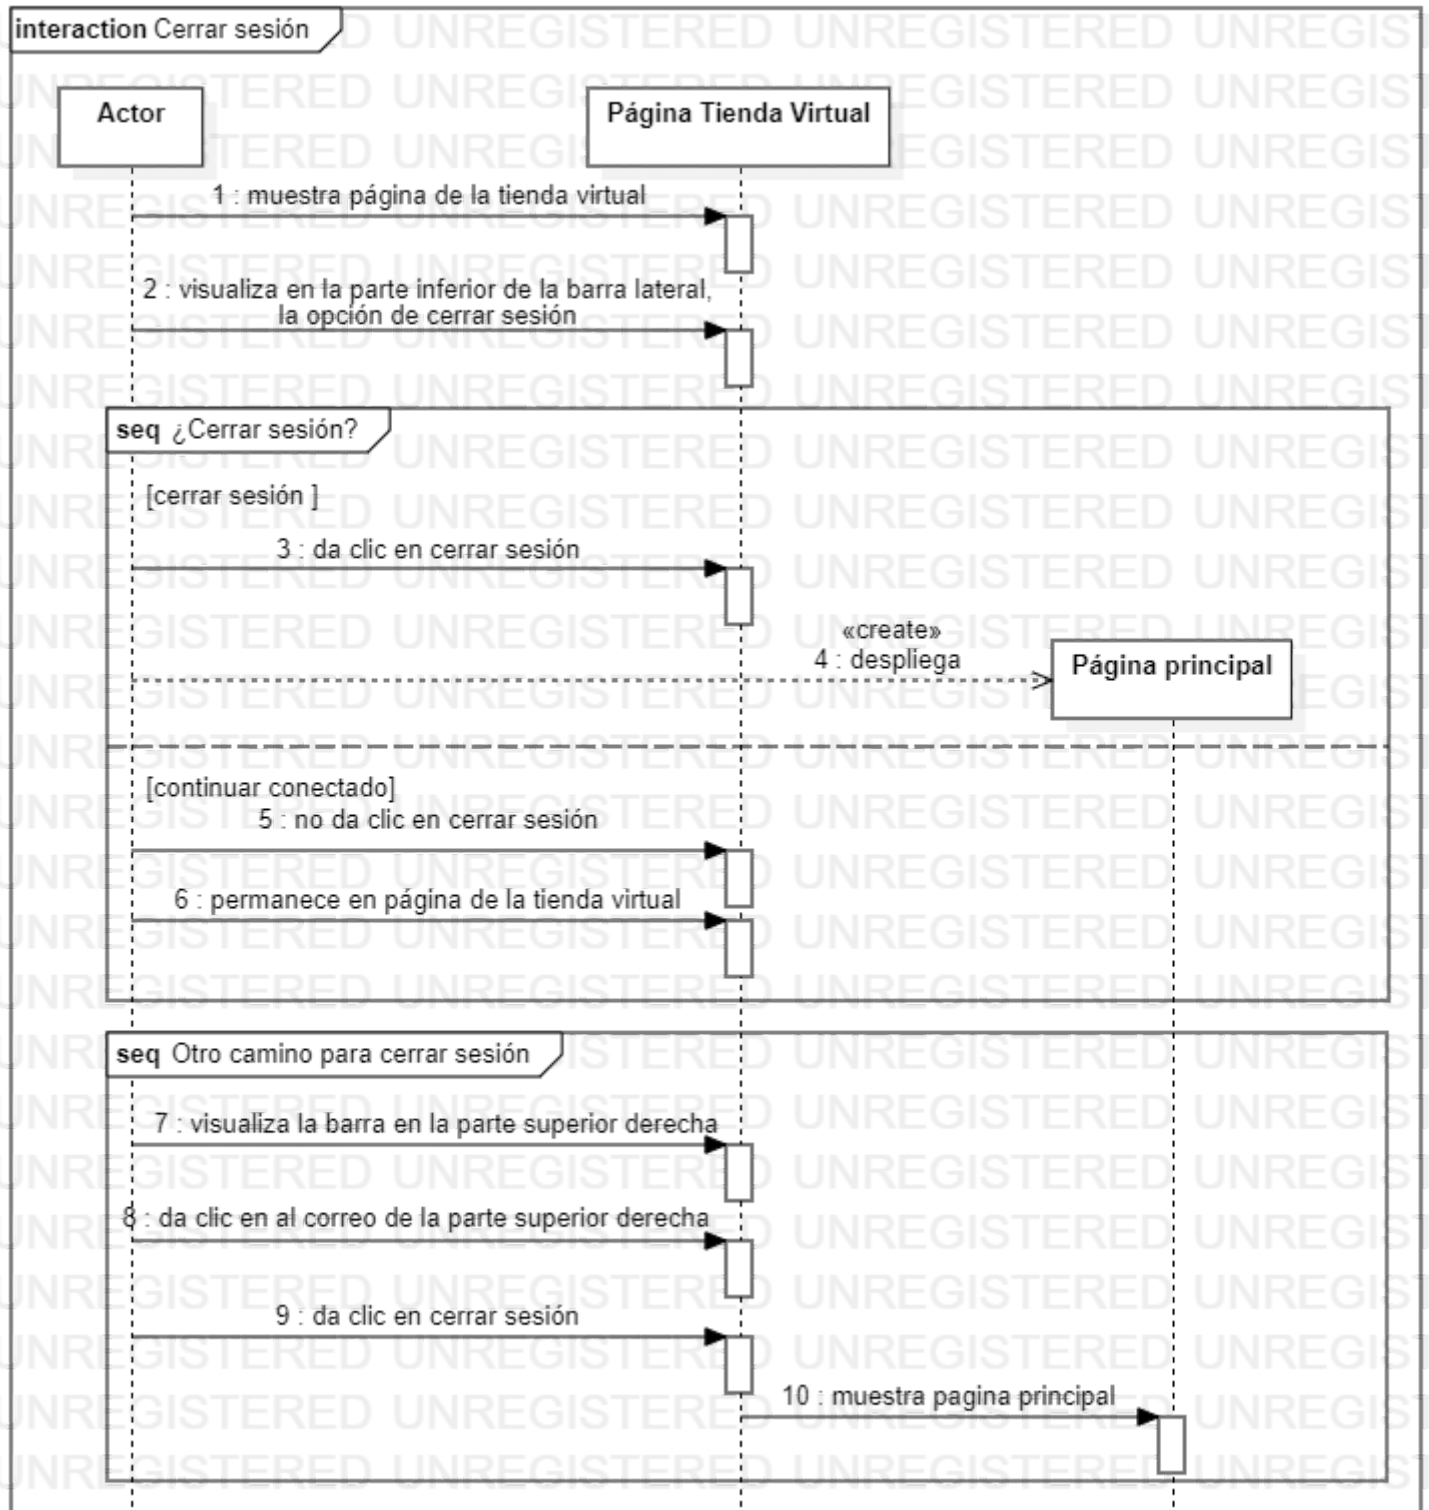 interaction Cerrar sesión
Actor
Página Tienda Virtual
1 : muestra página de la tienda virtual
2 : visualiza en la parte inferior de la barra lateral,
la opción de cerrar sesión
seq ¿Cerrar sesión?
[cerrar sesión ]
3 : da clic en cerrar sesión
«create»
4 : despliega
Página principal
[continuar conectado]
5 : no da clic en cerrar sesión
6 : permanece en página de la tienda virtual
seq Otro camino para cerrar sesión
7 : visualiza la barra en la parte superior derecha
8 : da clic en al correo de la parte superior derecha
9 : da clic en cerrar sesión
10 : muestra pagina principal
UNREGISTERED